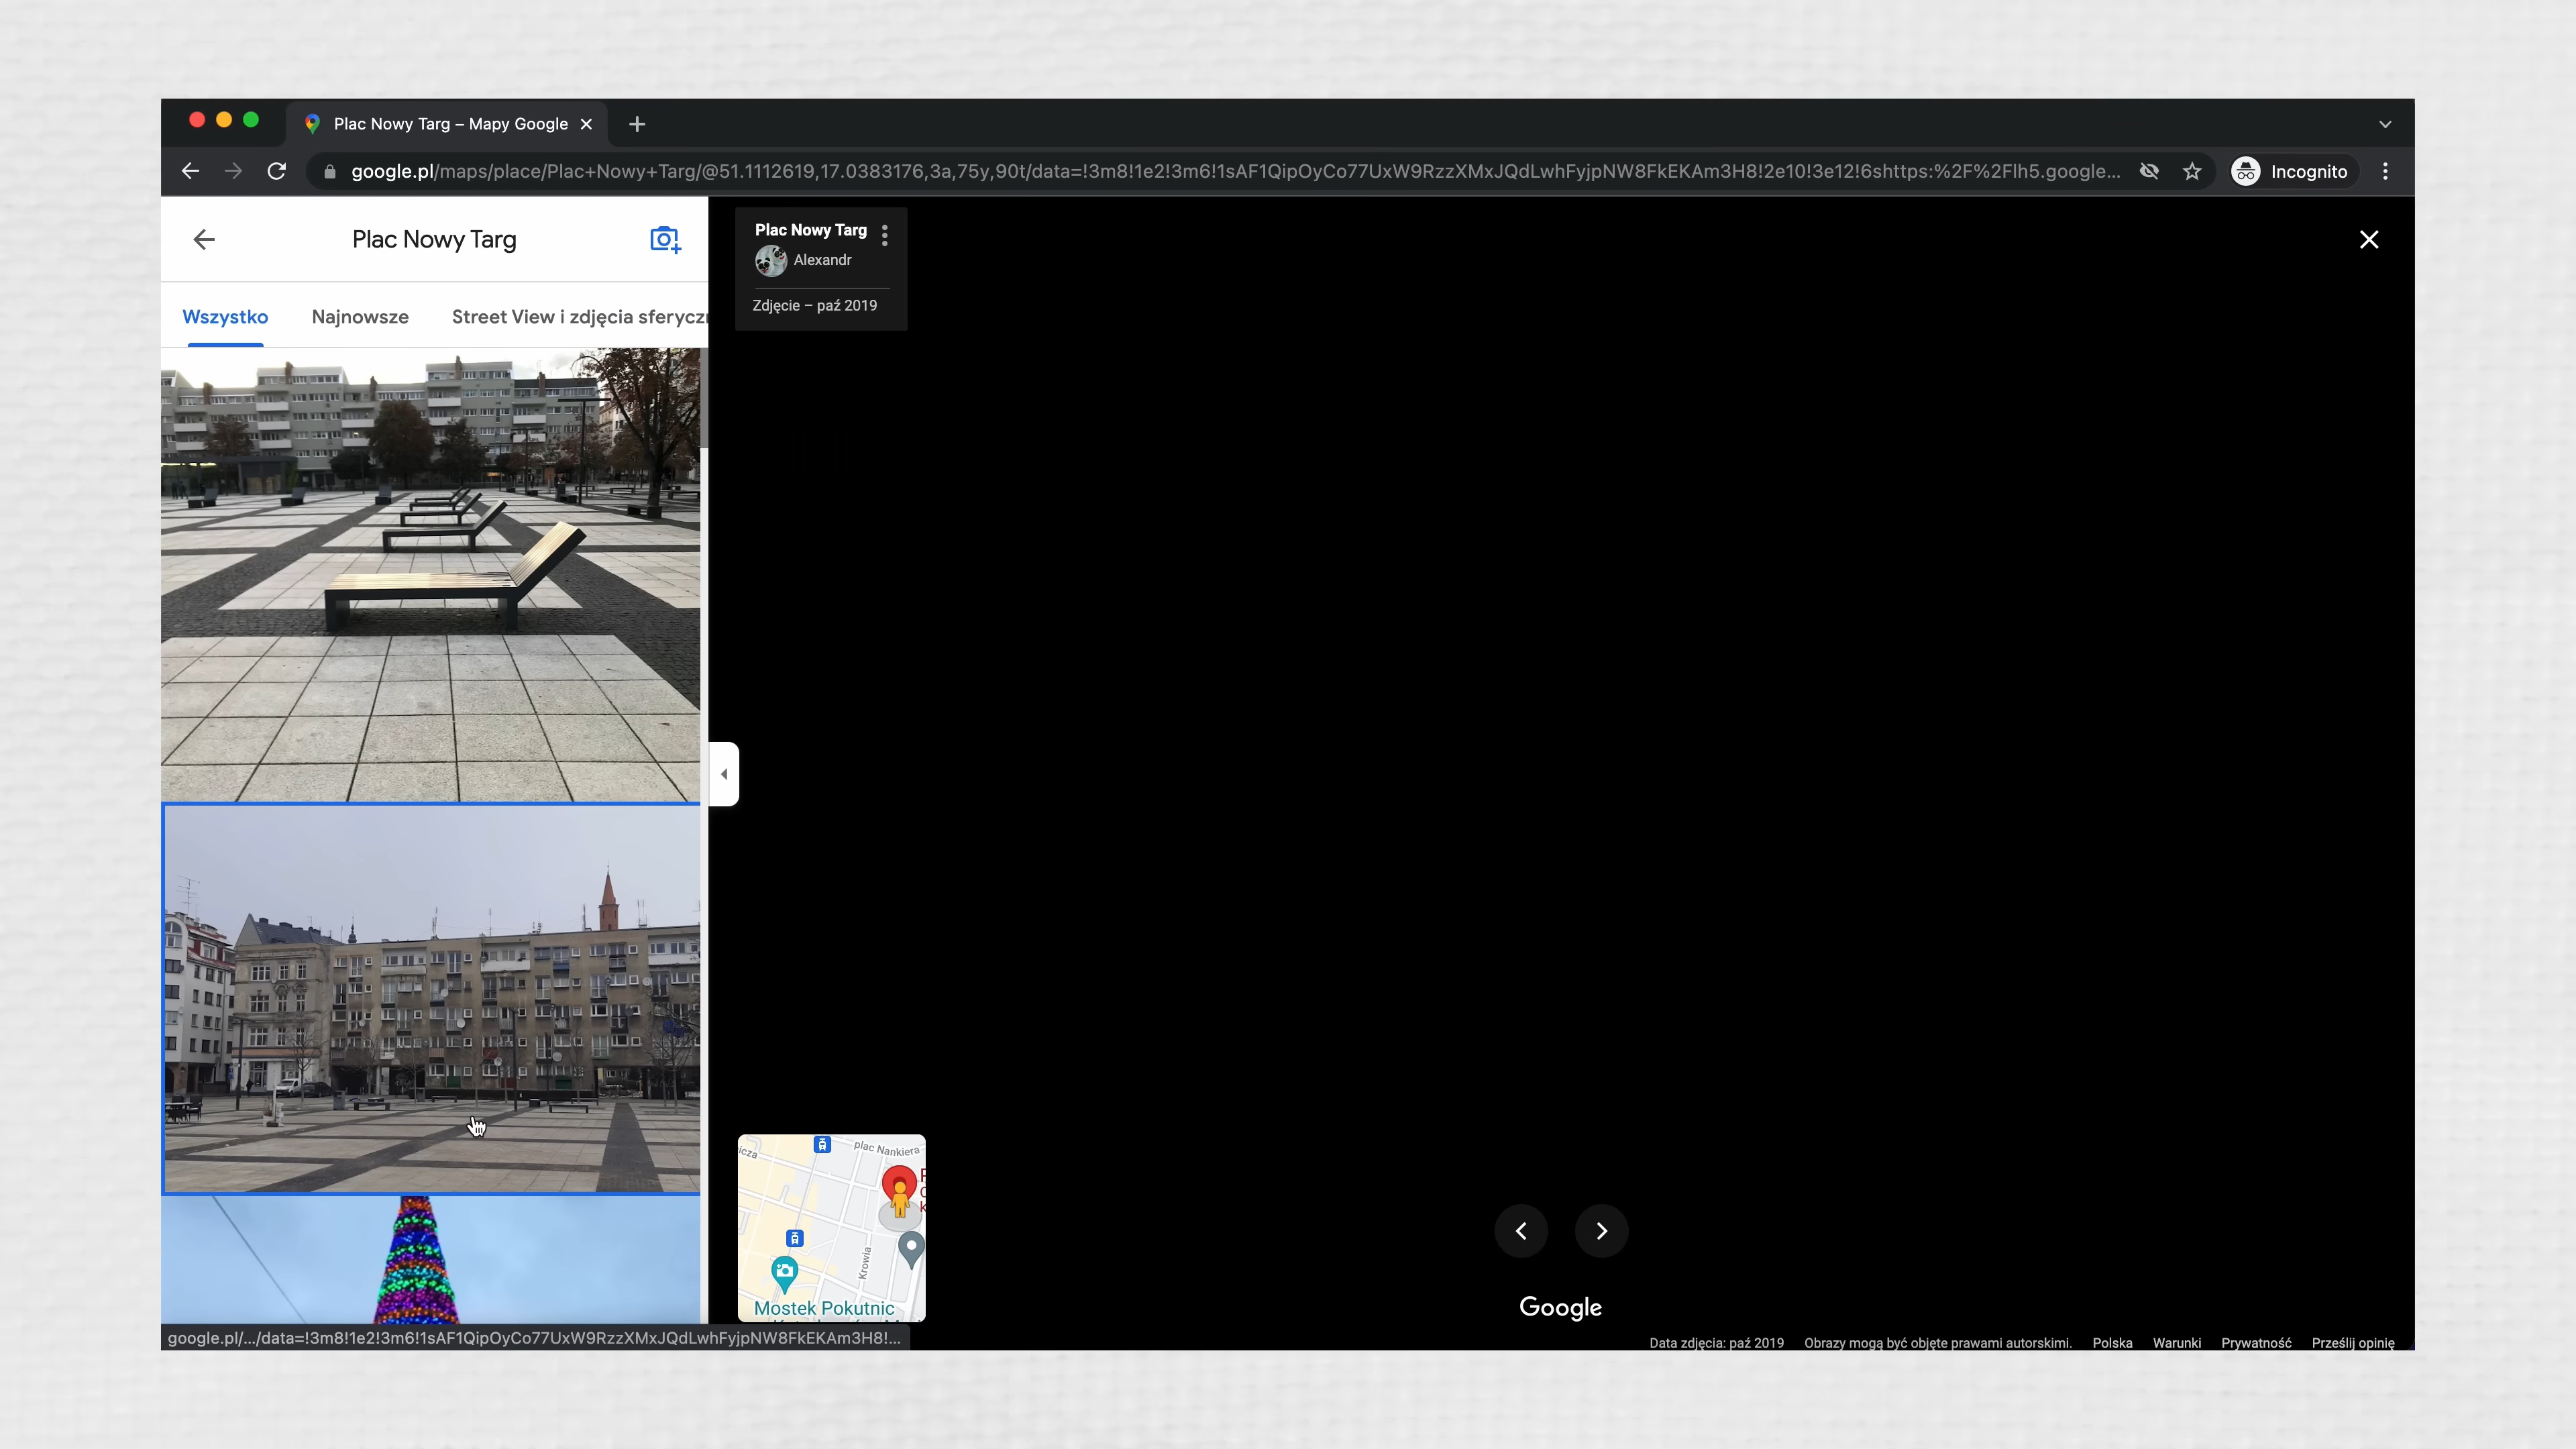 Plac Nowy Targ – Mapy Google
google.pl/maps/place/Plac+Nowy+Targ/@51.1112619,17.0383176,3a,75y,90t/data=!3m8!1e2!3m6!1sAF1QipOyCo77UxW9RzzXMxJQdLwhFyjpNW8FkEKAm3H8!2e10!3e12!6shttps:%2F%2Flh5.google...
Incognito
Plac Nowy Targ
Wszystko
Najnowsze
Street View i zdjęcia sferyczn
Plac Nowy Targ
Alexandr
Zdjęcie – paź 2019
plac Nankiera
icza
Krowia
Mostek Pokutnic
Google
google.pl/.../data=!3m8!1e2!3m6!1sAF1QipOyCo77UxW9RzzXMxJQdLwhFyjpNW8FkEKAm3H8!...
Data zdjęcia: paź 2019
Obrazy mogą być objęte prawami autorskimi.
Polska
Warunki
Prywatność
Prześlij opinię